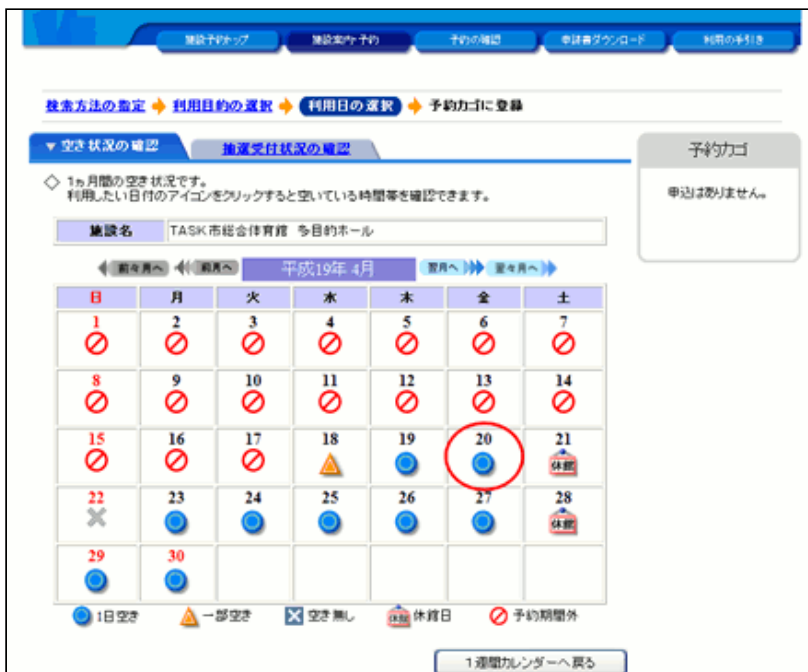 施設予約トップ 施設案内・予約 予約の確認 申請書ダウンロード 利用の手引き
検索方法の指定 利用目的の選択 利用日の選択 予約カゴに登録
▼空き状況の確認 抽選受付状況の確認 予約カゴ
◇ 1ヵ月間の空き状況です。
利用したい日付のアイコンをクリックすると空いている時間帯を確認できます。
申込はありません。
施設名 TASK市総合体育館 多目的ホール
前々月へ 前月へ 平成19年 4月 翌月へ 翌々月へ
日 月 火 水 木 金 土
1 2 3 4 5 6 7
8 9 10 11 12 13 14
15 16 17 18 19 20 21
休館
22 23 24 25 26 27 28
休館
29 30
1日空き 一部空き 空き無し 休館 休館日 予約期間外
1週間カレンダーへ戻る